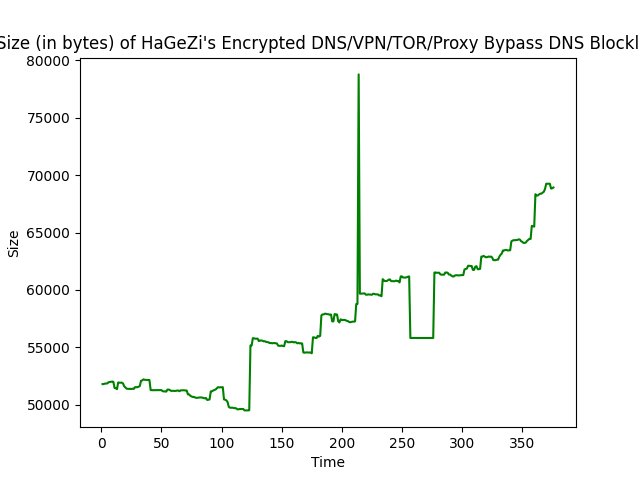 Size (in bytes) of HaGeZi's Encrypted DNS/VPN/TOR/Proxy Bypass DNS Blockl
80000
75000
70000
65000
60000
55000
50000
Size
0 50 100 150 200 250 300 350
Time